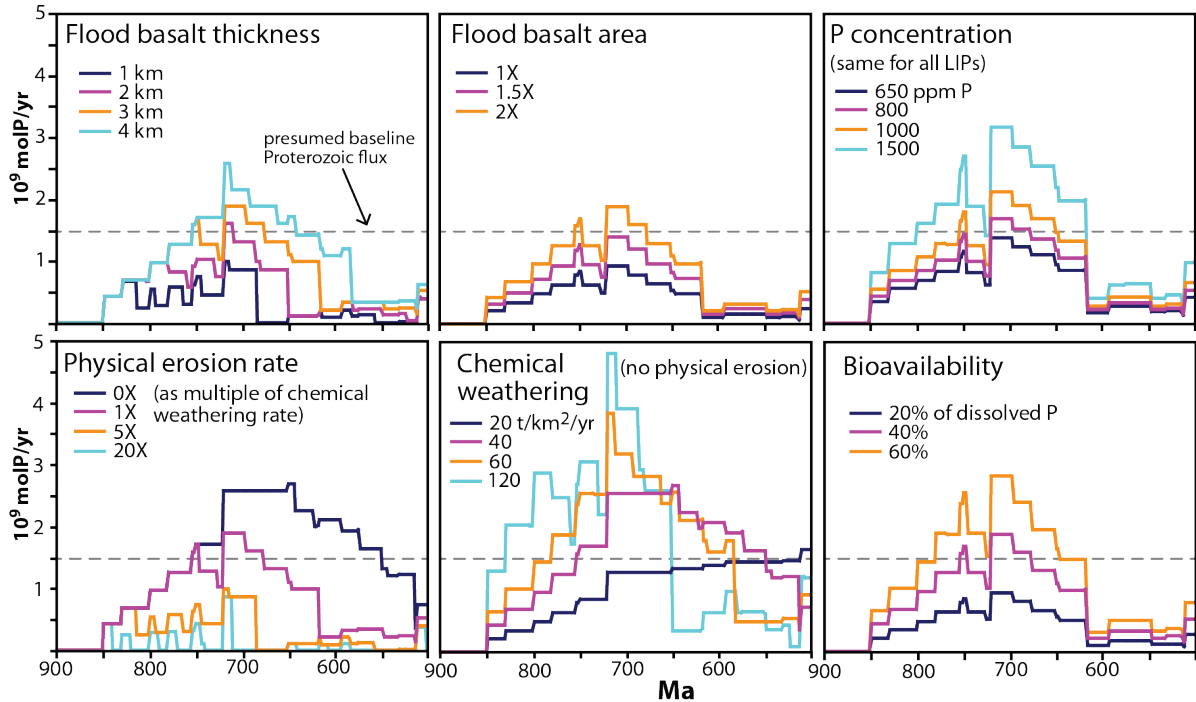 Flood basalt thickness
1 km
2 km
3 km
4 km
presumed baseline
Proterozoic flux
5
4
3
2
1
10⁹ molP/yr
Flood basalt area
1X
1.5X
2X
P concentration
(same for all LIPs)
650 ppm P
800
1000
1500
Physical erosion rate
0X (as multiple of chemical
1X weathering rate)
5X
20X
5
4
3
2
1
10⁹ molP/yr
900 800 700 600
Chemical (no physical erosion)
weathering
20 t/km²/yr
40
60
120
900 800 700 600
Bioavailability
20% of dissolved P
40%
60%
900 800 700 600
Ma